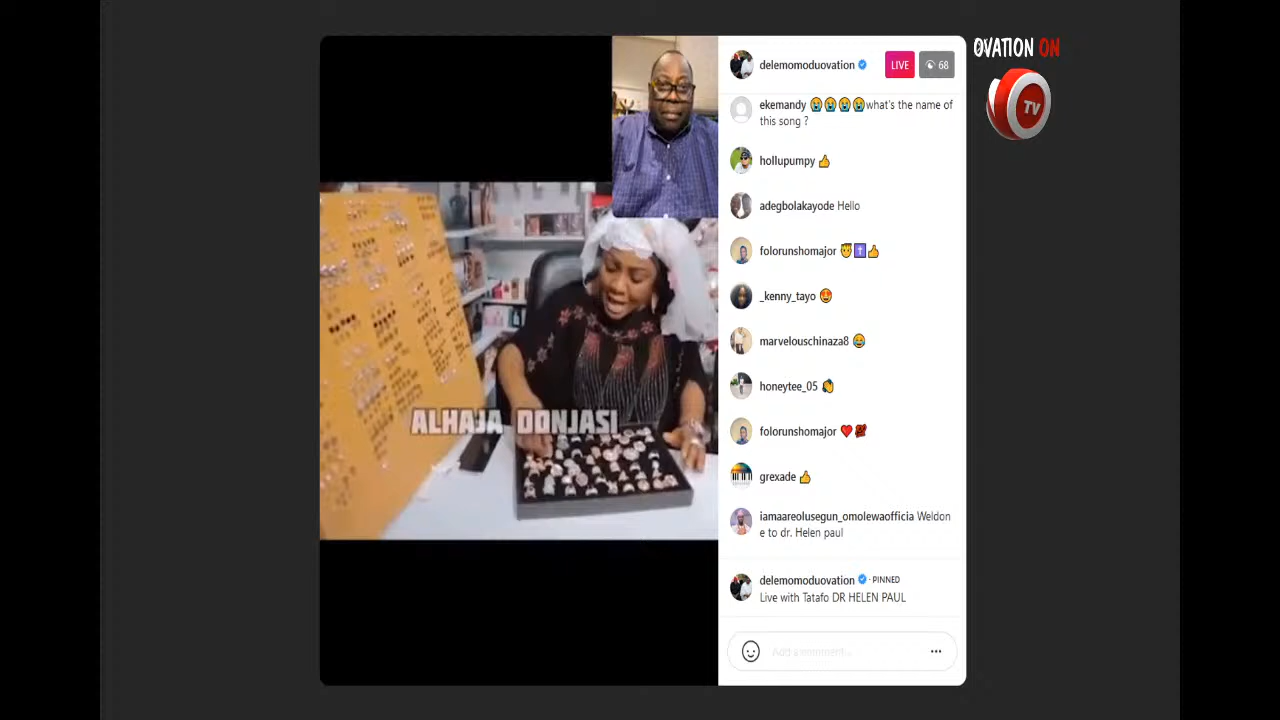 OVATION ON
TV
delemomoduovation
LIVE
68
ekemandy 😭😭😭😭what's the name of
this song ?
hollupumpy 👍
adegbolakayode Hello
folorunshomajor 😇✝️👍
_kenny_tayo 😍
marvelouschinaza8 😂
honeytee_05 👏
folorunshomajor ❤️💯
grexade 👍
iamaareolusegun_omolewaofficia Weldon
e to dr. Helen paul
delemomoduovation • PINNED
Live with Tatafo DR HELEN PAUL
Add a comment...
ALHAJA DONJASI